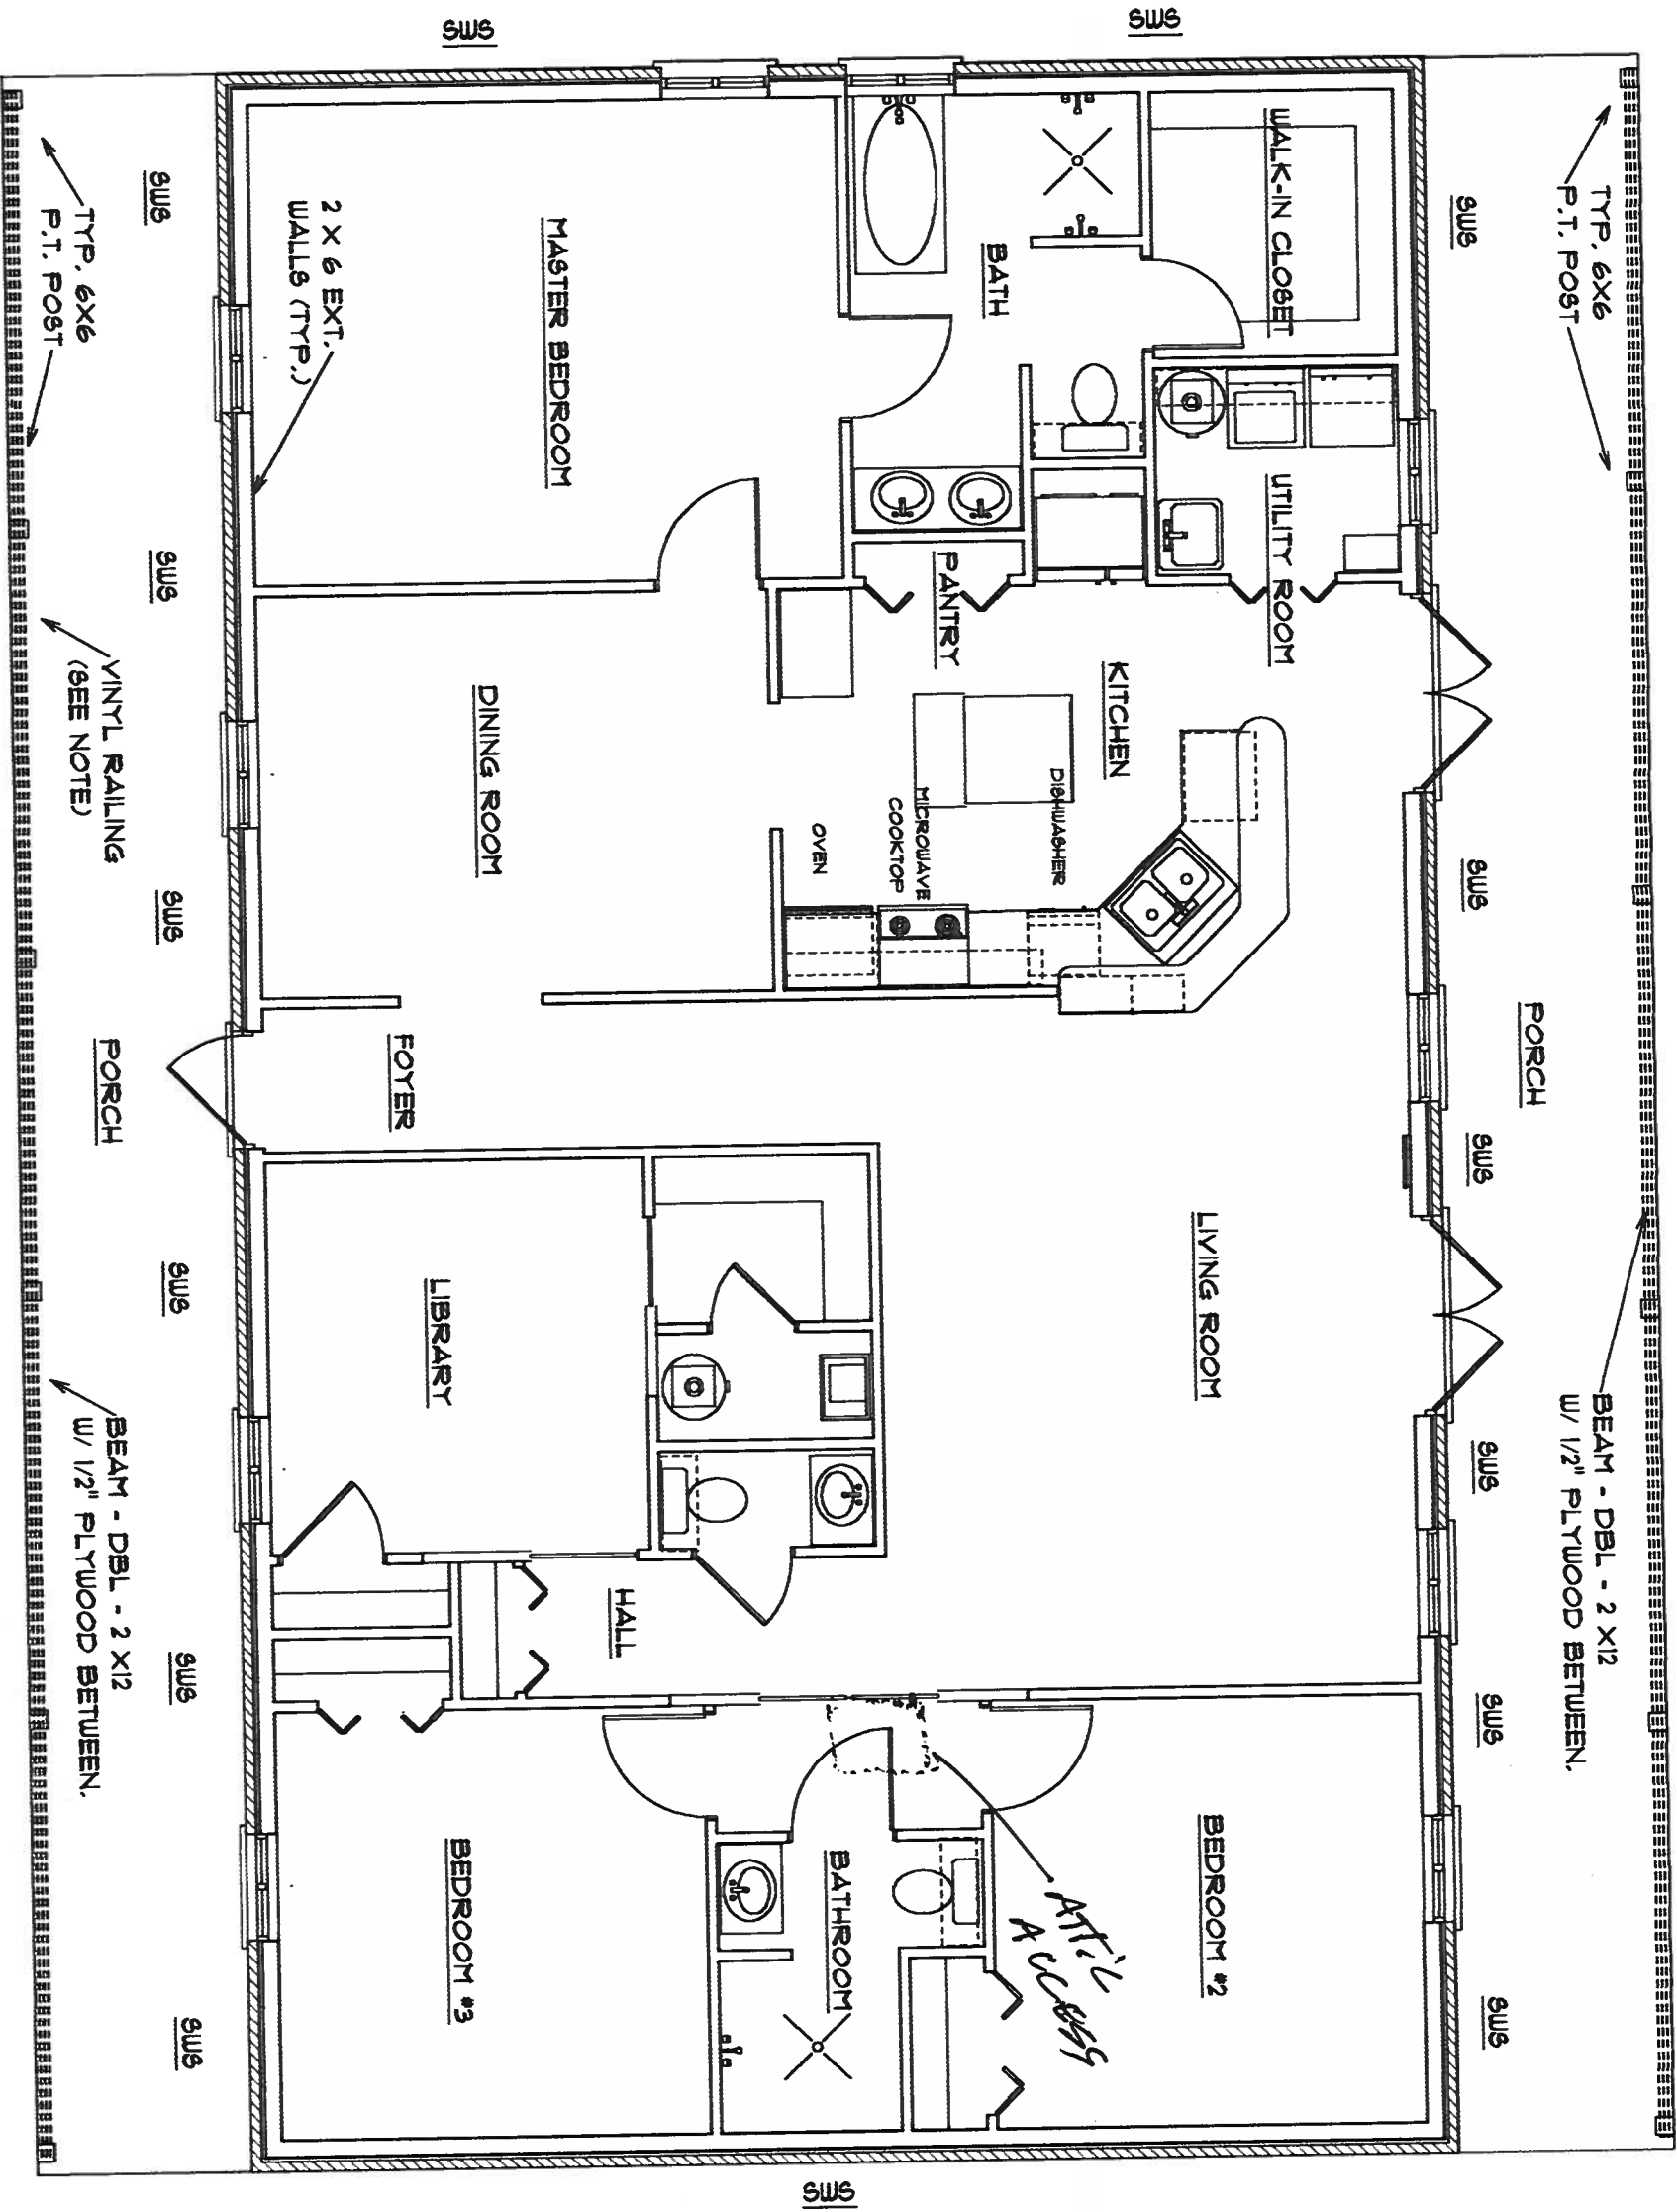 SWS
SWS
TYP. 6X6
P.T. POST
SWS
SWS
TYP. 6X6
P.T. POST
WALK-IN CLOSET
BATH
MASTER BEDROOM
2 X 6 EXT.
WALLS (TYP.)
UTILITY ROOM
PANTRY
KITCHEN
DISHWASHER
MICROWAVE
COOKTOP
OVEN
DINING ROOM
SWS
VINYL RAILING
(SEE NOTE)
SWS
SWS
PORCH
SWS
FOYER
PORCH
LIVING ROOM
LIBRARY
SWS
BEAM - DBL - 2 X12
W/ 1/2" PLYWOOD BETWEEN.
SWS
BEAM - DBL - 2 X12
W/ 1/2" PLYWOOD BETWEEN.
HALL
SWS
SWS
BEDROOM #2
ATTIC
ACCESS
BATHROOM
BEDROOM #3
SWS
SWS
SWS